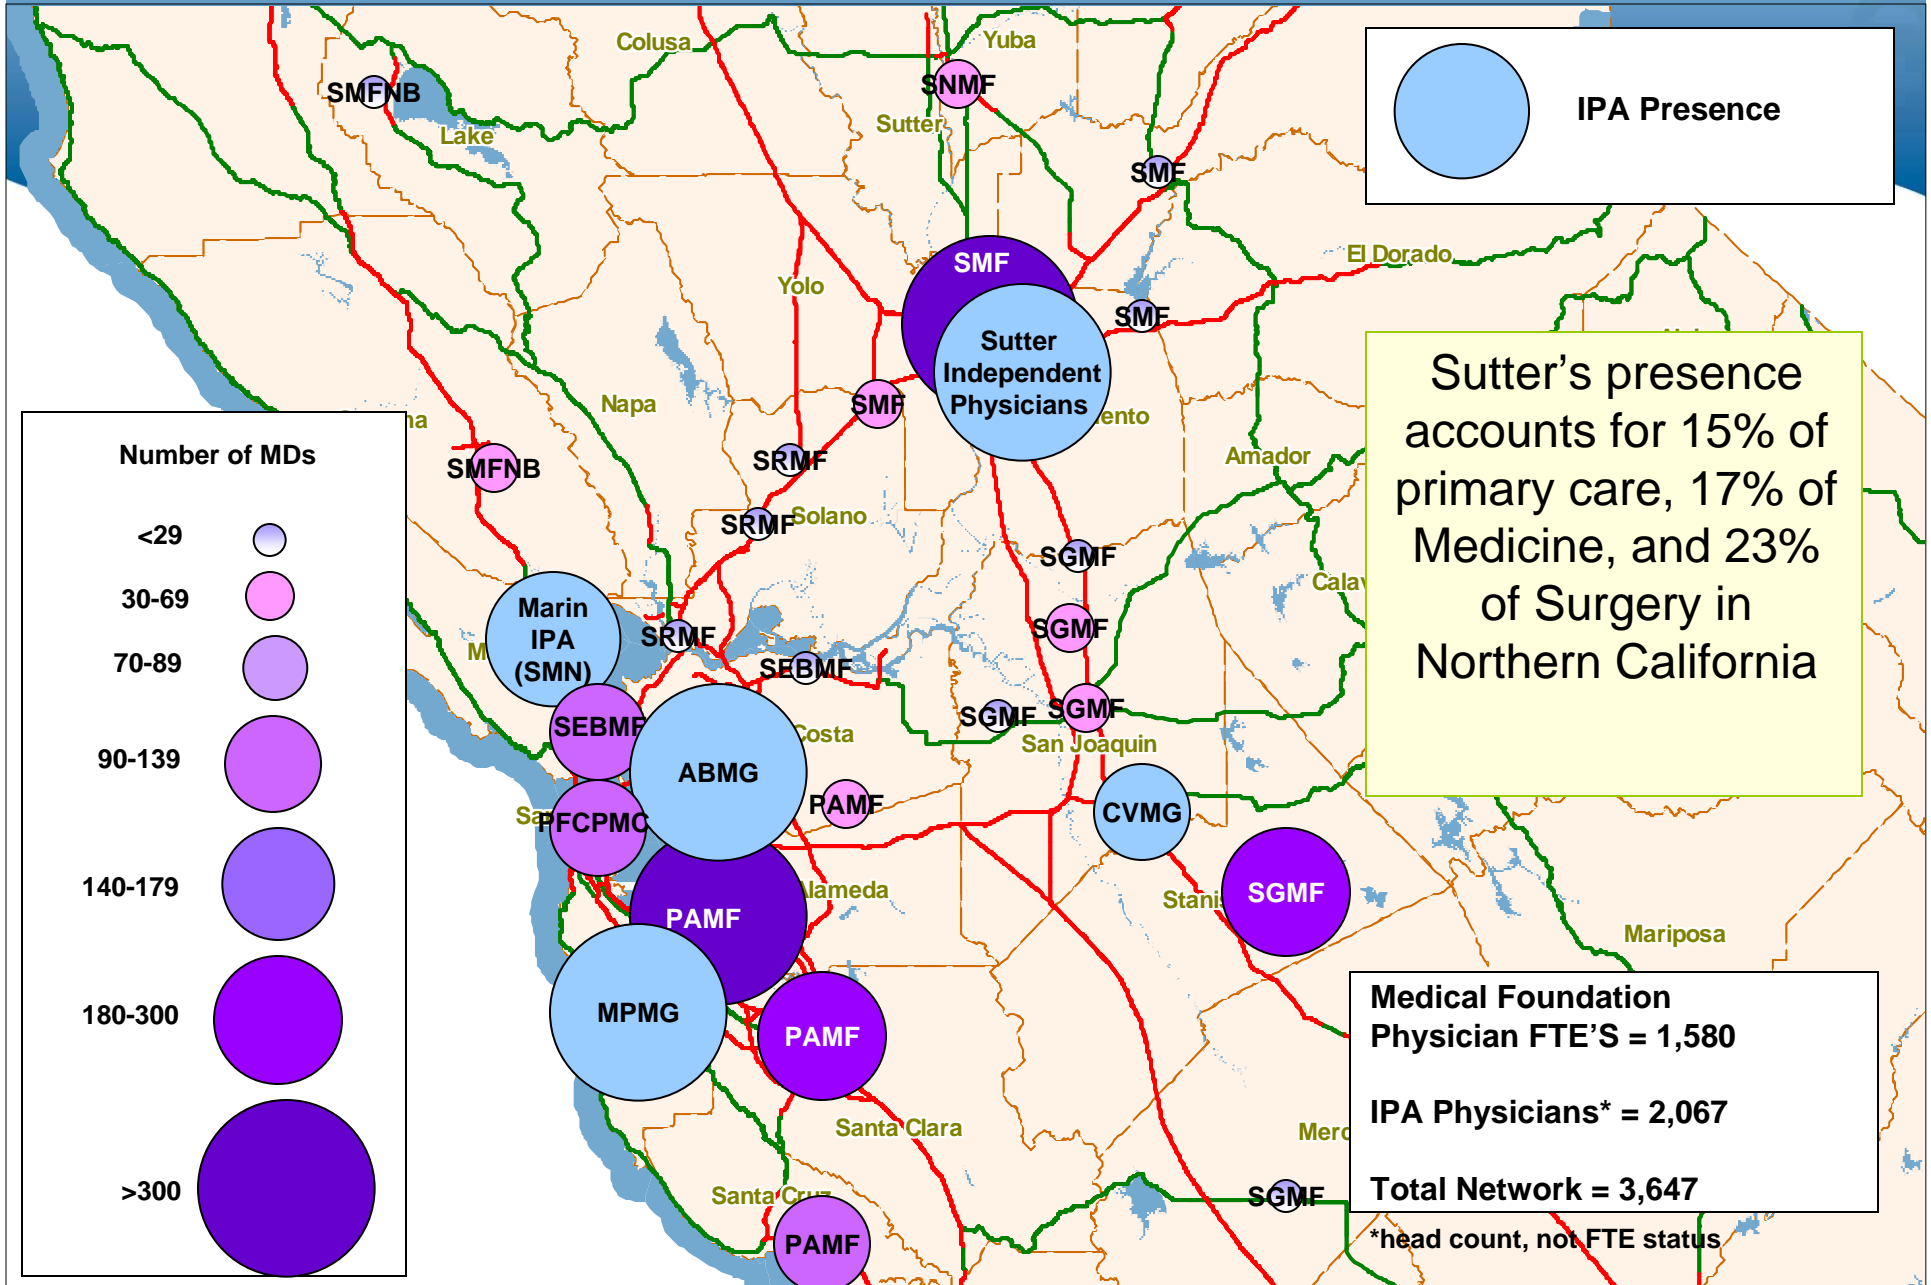 Colusa
Yuba
SMFNB
SNMF
IPA Presence
Lake
Sutter
SMF
El Dorado
SMF
Yolo
SMF
Sutter
Independent
Physicians
Sutter’s presence
accounts for 15% of
primary care, 17% of
Medicine, and 23%
of Surgery in
Northern California
Napa
SMF
Amador
Number of MDs
SMFNB
SRMF
SRMF
Solano
<29
SGMF
30-69
Marin
IPA
(SMN)
SRMF
SGMF
70-89
SEBMF
SEBMF
SGMF
SGMF
Costa
San Joaquin
90-139
ABMG
PAMF
CVMG
PFCPMC
140-179
Alameda
SGMF
PAMF
Mariposa
180-300
MPMG
PAMF
Medical Foundation
Physician FTE’S = 1,580
IPA Physicians* = 2,067
Total Network = 3,647
*head count, not FTE status
Santa Clara
>300
Santa Cruz
SGMF
PAMF